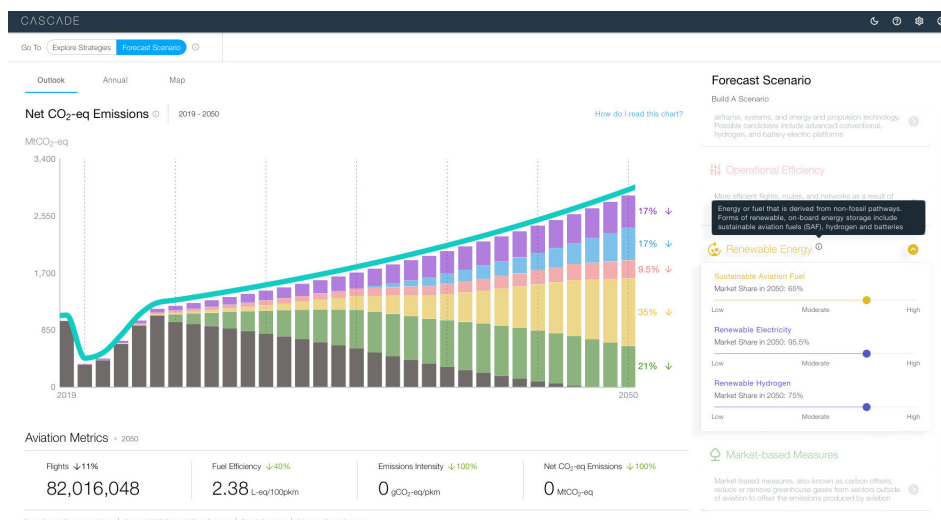 CASCADE
Go To Explore Strategies Forecast Scenario
Outlook Annual Map
Net CO₂-eq Emissions 2019 - 2050
How do I read this chart?
MtCO₂-eq
3,400
2,550
1,700
850
0
2019 2050
17% ↓
17% ↓
9.5% ↓
35% ↓
21% ↓
Aviation Metrics • 2050
Flights ↓11%
82,016,048
Fuel Efficiency ↓40%
2.38 L-eq/100pkm
Emissions Intensity ↓100%
0 gCO₂-eq/pkm
Net CO₂-eq Emissions ↓100%
0 MtCO₂-eq
Forecast Scenario
Build A Scenario
airframe, systems, and energy and propulsion technology.
Possible candidates include advanced conventional,
hydrogen, and battery-electric platforms
Operational Efficiency
More efficient flights, routes, and networks as a result of
Energy or fuel that is derived from non-fossil pathways.
Forms of renewable, on-board energy storage include
sustainable aviation fuels (SAF), hydrogen and batteries
Renewable Energy
Sustainable Aviation Fuel
Market Share in 2050: 65%
Low Moderate High
Renewable Electricity
Market Share in 2050: 95.5%
Low Moderate High
Renewable Hydrogen
Market Share in 2050: 75%
Low Moderate High
Market-based Measures
Market-based measures, also known as carbon offsets,
reduce or remove greenhouse gases from sectors outside
of aviation to offset the emissions produced by aviation